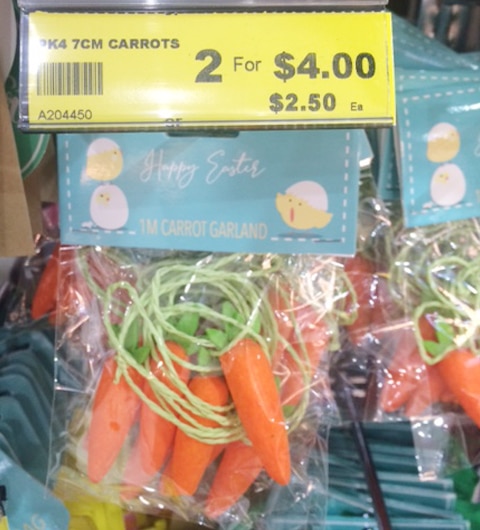 PK4 7CM CARROTS
2 For $4.00
$2.50 Ea
A204450
Happy Easter
1M CARROT GARLAND